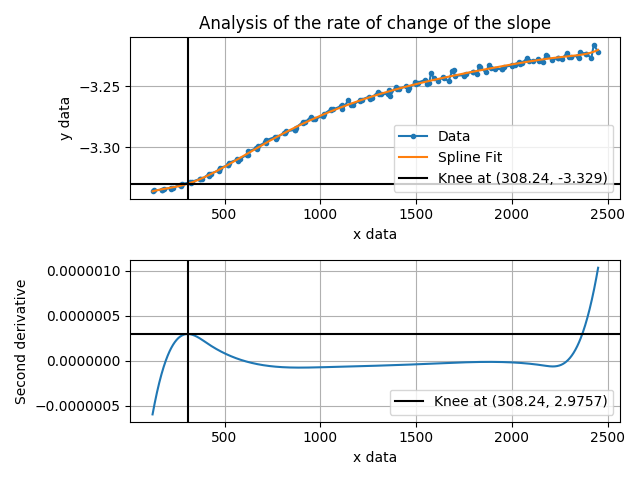 Analysis of the rate of change of the slope
y data
−3.25
−3.30
Data
Spline Fit
Knee at (308.24, -3.329)
500
1000
1500
2000
2500
x data
Second derivative
0.0000010
0.0000005
0.0000000
−0.0000005
Knee at (308.24, 2.9757)
500
1000
1500
2000
2500
x data